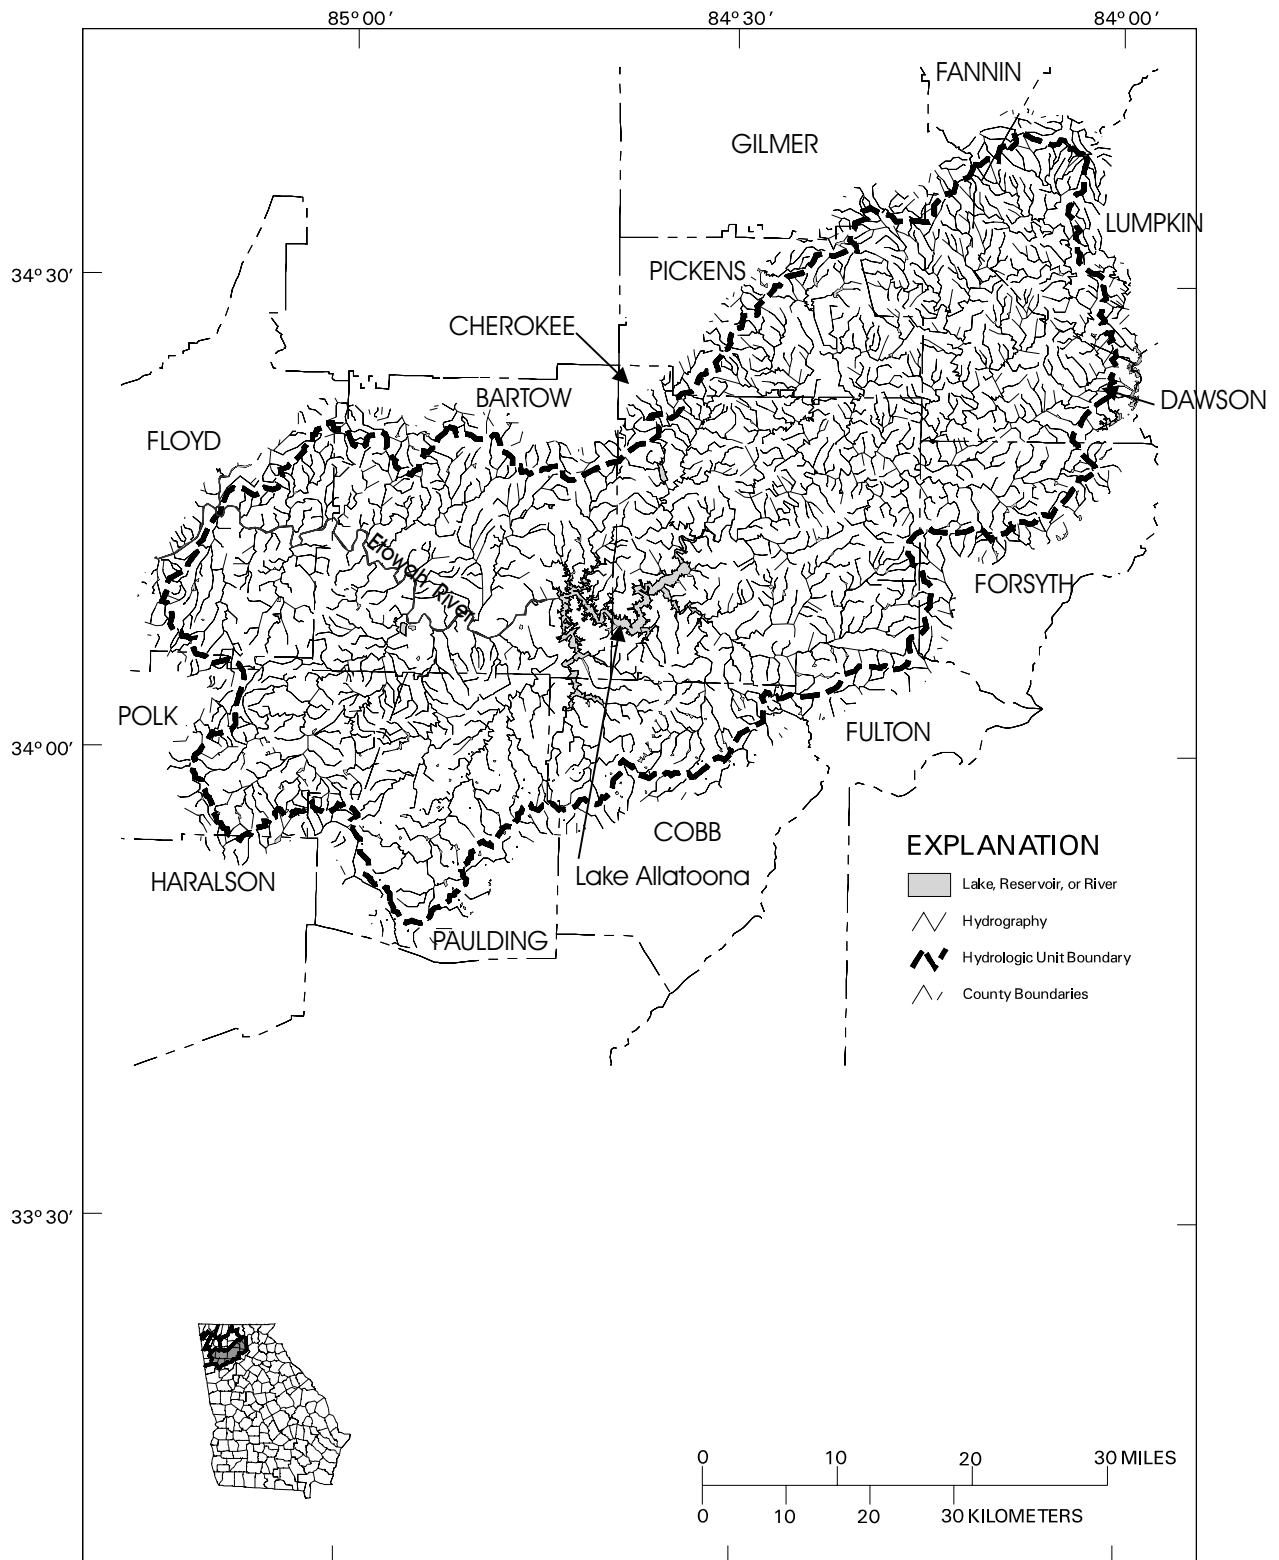 85° 00’ 84° 30’ 84° 00’
FANNIN
GILMER
LUMPKIN
34° 30’
PICKENS
CHEROKEE
BARTOW
DAWSON
FLOYD
Etowah River
FORSYTH
POLK
FULTON
34° 00’
COBB
EXPLANATION
Lake Allatoona
HARALSON
Lake, Reservoir, or River
Hydrography
PAULDING
Hydrologic Unit Boundary
County Boundaries
33° 30’
0 10 20 30 MILES
0 10 20 30 KILOMETERS